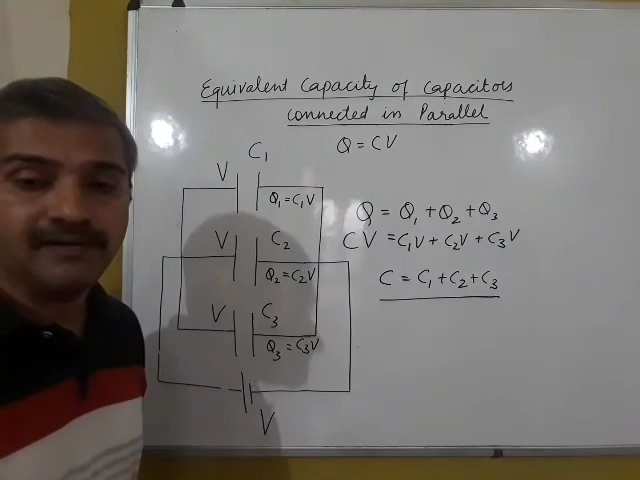 Equivalent Capacity of Capacitors
connected in Parallel
Q = CV
C₁
V
Q₁ = C₁V
V
C₂
Q₂ = C₂V
V
C₃
Q₃ = C₃V
V
Q = Q₁ + Q₂ + Q₃
CV = C₁V + C₂V + C₃V
C = C₁ + C₂ + C₃